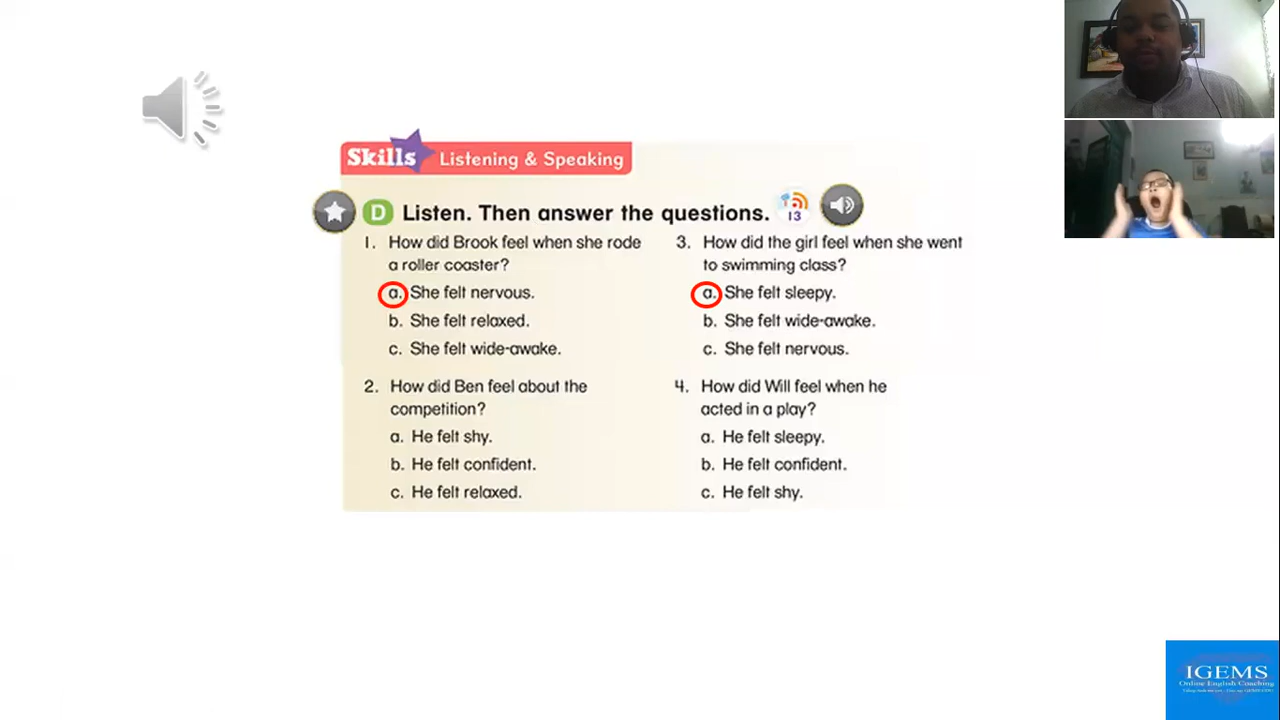 Skills Listening & Speaking
D Listen. Then answer the questions. 13
1. How did Brook feel when she rode
a roller coaster?
a. She felt nervous.
b. She felt relaxed.
c. She felt wide-awake.
2. How did Ben feel about the
competition?
a. He felt shy.
b. He felt confident.
c. He felt relaxed.
3. How did the girl feel when she went
to swimming class?
a. She felt sleepy.
b. She felt wide-awake.
c. She felt nervous.
4. How did Will feel when he
acted in a play?
a. He felt sleepy.
b. He felt confident.
c. He felt shy.
IGEMS
Online English Coaching